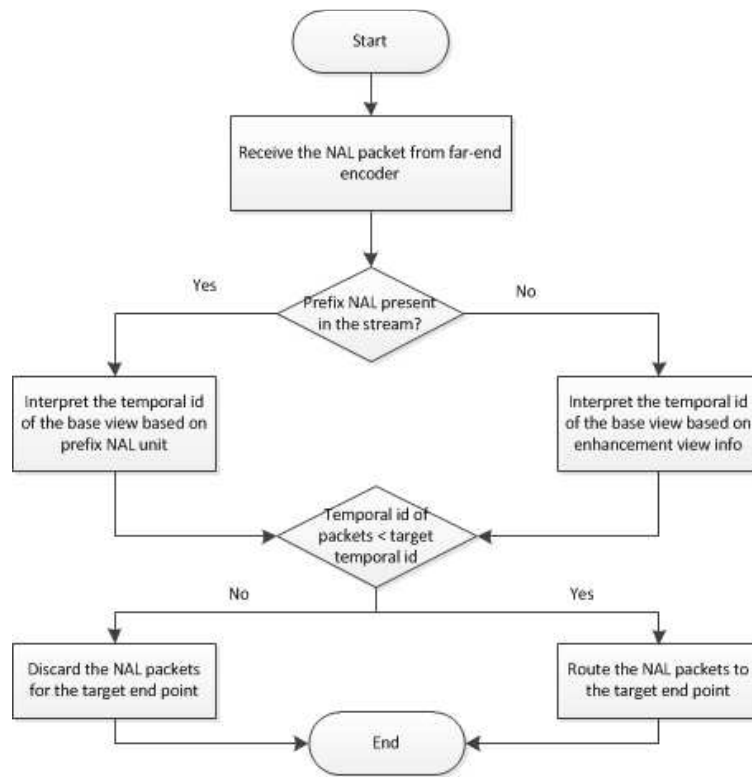 Start
Receive the NAL packet from far-end
encoder
Yes
No
Prefix NAL present
in the stream?
Interpret the temporal id
of the base view based on
prefix NAL unit
Interpret the temporal id
of the base view based on
enhancement view info
Temporal id of
packets < target
temporal id
No
Yes
Discard the NAL packets
for the target end point
Route the NAL packets to
the target end point
End